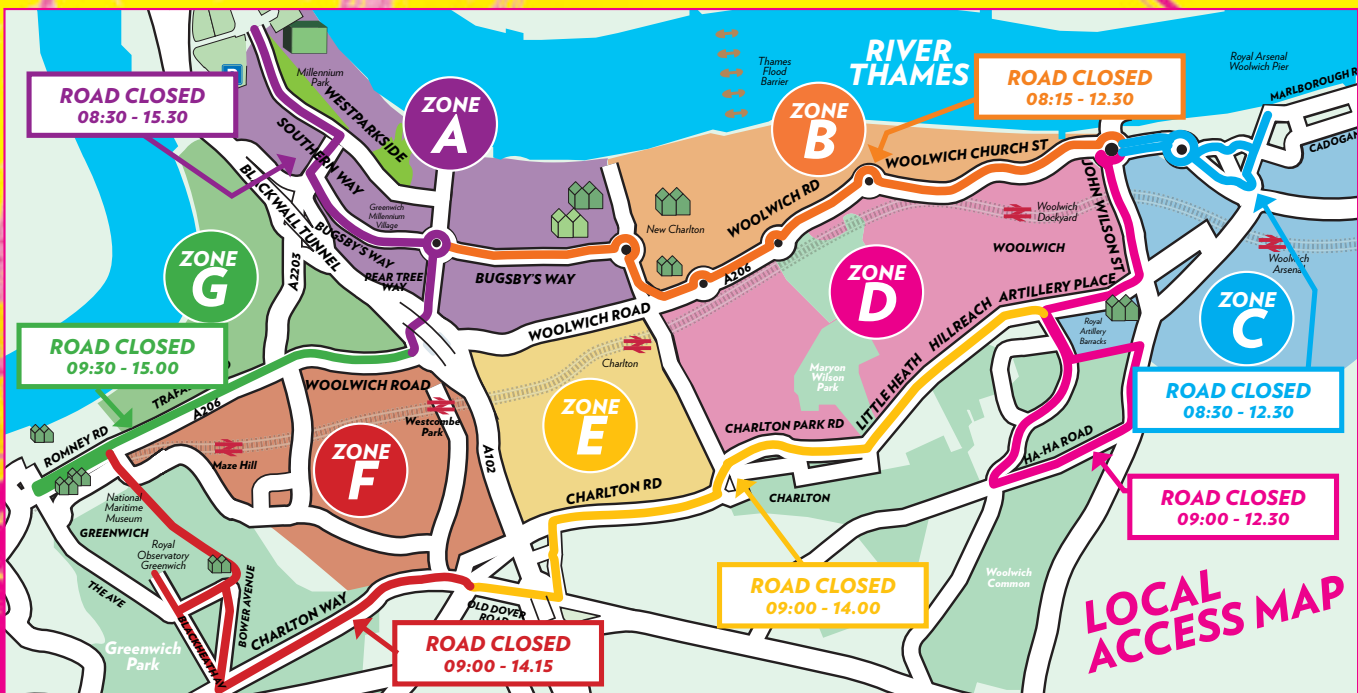 RIVER
THAMES
Royal Arsenal
Woolwich Pier
Thames
Flood
Barrier
ROAD CLOSED
08:15 - 12.30
ROAD CLOSED
08:30 - 15.30
Millennium
Park
WESTPARKSIDE
ZONE
A
ZONE
B
MARLBOROUGH R
CADOGAN
SOUTHERN WAY
WOOLWICH CHURCH ST
BLACKWALL TUNNEL
Greenwich
Millennium
Village
WOOLWICH RD
JOHN WILSON ST
New Charlton
Woolwich
Dockyard
WOOLWICH
Woolwich
Arsenal
BUGSBY'S WAY
PEAR TREE
WAY
BUGSBY'S WAY
A206
ZONE
G
A2203
ZONE
D
ZONE
C
ARTILLERY PLACE
HILLREACH
LITTLE HEATH
Royal
Artillery
Barracks
WOOLWICH ROAD
Charlton
ROAD CLOSED
09:30 - 15.00
TRAFA
A206
WOOLWICH ROAD
Maryon
Wilson
Park
ROAD CLOSED
08:30 - 12.30
ZONE
E
Westcombe
Park
CHARLTON PARK RD
ROMNEY RD
Maze Hill
ZONE
F
A102
HA-HA ROAD
CHARLTON RD
CHARLTON
ROAD CLOSED
09:00 - 12.30
National
Maritime
Museum
GREENWICH
Royal
Observatory
Greenwich
THE AVE
BOWER AVENUE
BLACKHEATH AV
CHARLTON WAY
OLD DOVER
ROAD
ROAD CLOSED
09:00 - 14.00
Woolwich
Common
Greenwich
Park
ROAD CLOSED
09:00 - 14.15
LOCAL
ACCESS MAP